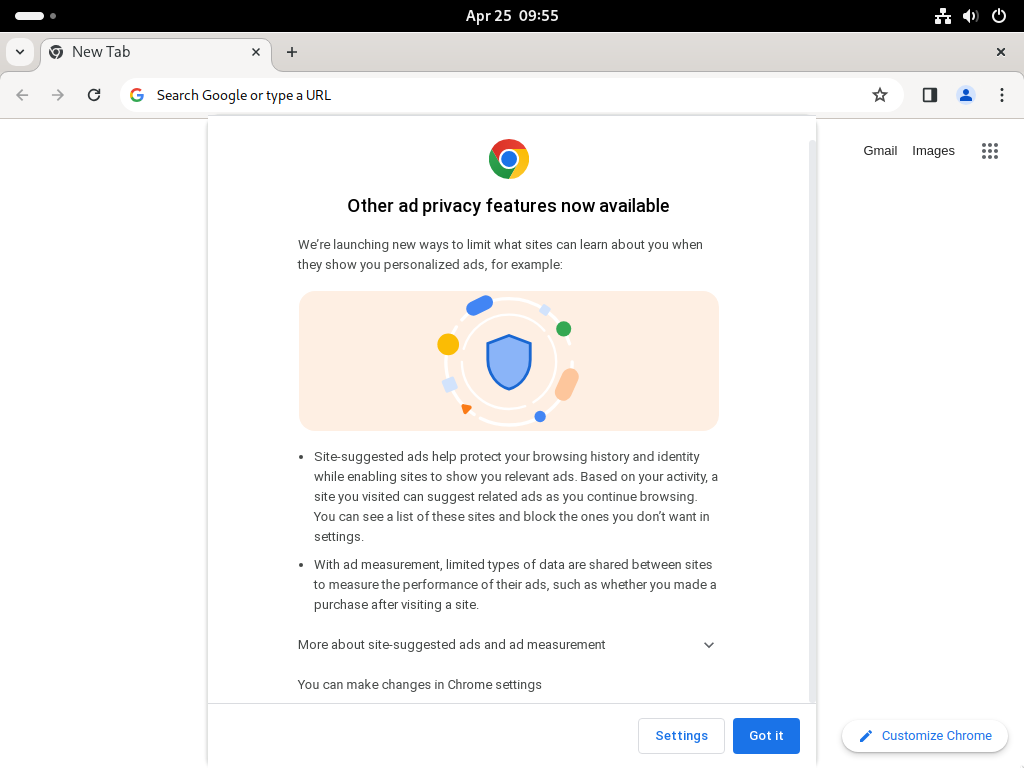 Apr 25 09:55
New Tab
Search Google or type a URL
Gmail Images
Other ad privacy features now available
We’re launching new ways to limit what sites can learn about you when
they show you personalized ads, for example:
• Site-suggested ads help protect your browsing history and identity
while enabling sites to show you relevant ads. Based on your activity, a
site you visited can suggest related ads as you continue browsing.
You can see a list of these sites and block the ones you don’t want in
settings.
• With ad measurement, limited types of data are shared between sites
to measure the performance of their ads, such as whether you made a
purchase after visiting a site.
More about site-suggested ads and ad measurement
You can make changes in Chrome settings
Settings Got it
Customize Chrome